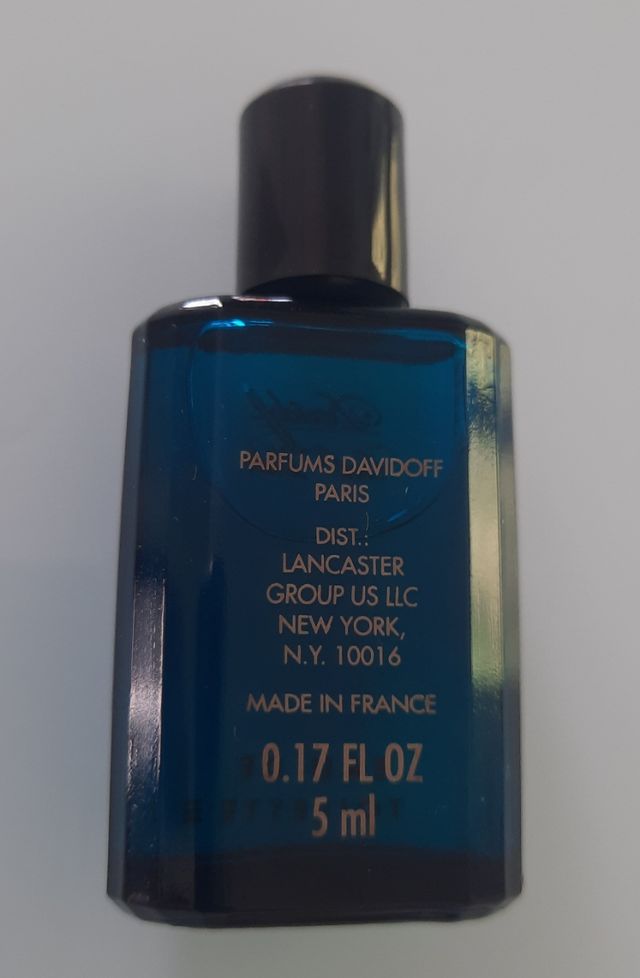 PARFUMS DAVIDOFF
PARIS
DIST.:
LANCASTER
GROUP US LLC
NEW YORK,
N.Y. 10016
MADE IN FRANCE
0.17 FL OZ
5 ml